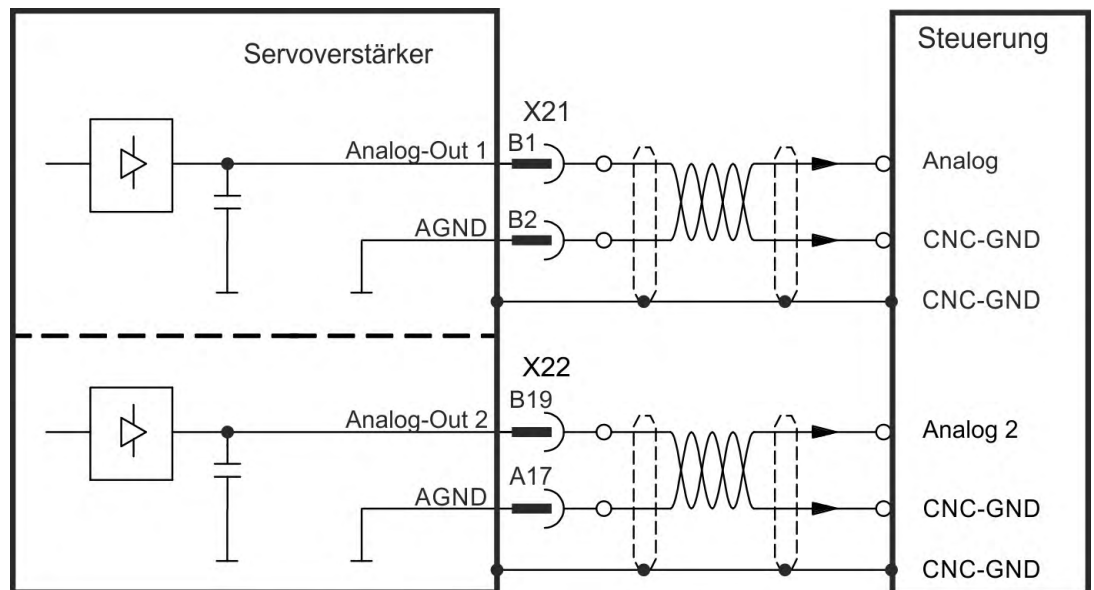 Servoverstärker
Steuerung
X21
Analog-Out 1
B1
Analog
AGND
B2
CNC-GND
CNC-GND
X22
Analog-Out 2
B19
Analog 2
AGND
A17
CNC-GND
CNC-GND